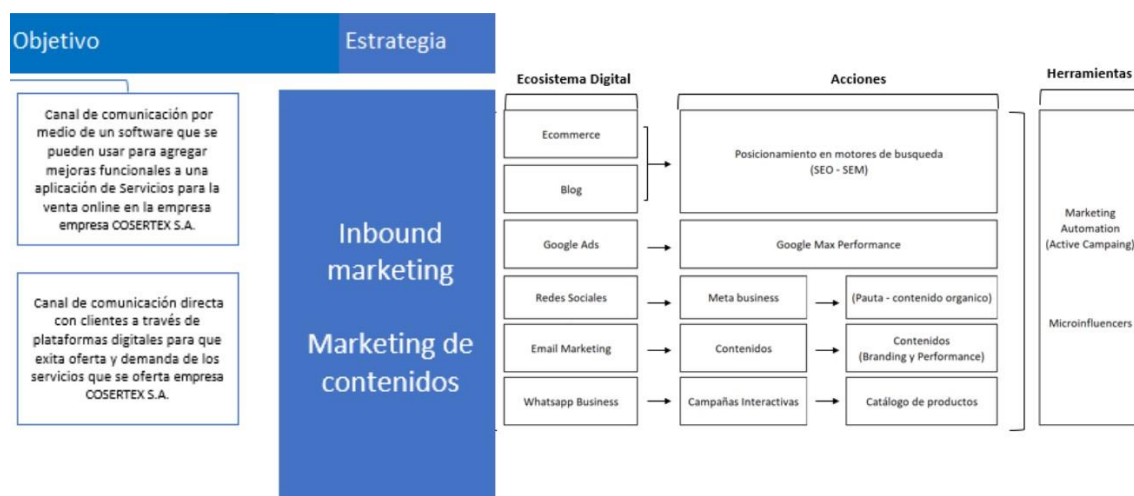 Objetivo
Estrategia
Canal de comunicación por
medio de un software que se
pueden usar para agregar
mejoras funcionales a una
aplicación de Servicios para la
venta online en la empresa
empresa COSERTEX S.A.
Canal de comunicación directa
con clientes a través de
plataformas digitales para que
exita oferta y demanda de los
servicios que se oferta empresa
COSERTEX S.A.
Inbound
marketing
Marketing de
contenidos
Ecosistema Digital
Acciones
Herramientas
Ecommerce
Blog
Posicionamiento en motores de busqueda
(SEO - SEM)
Google Ads
Google Max Performance
Redes Sociales
Meta business
(Pauta - contenido organico)
Email Marketing
Contenidos
Contenidos
(Branding y Performance)
Whatsapp Business
Campañas Interactivas
Catálogo de productos
Marketing
Automation
(Active Campaing)
Microinfluencers